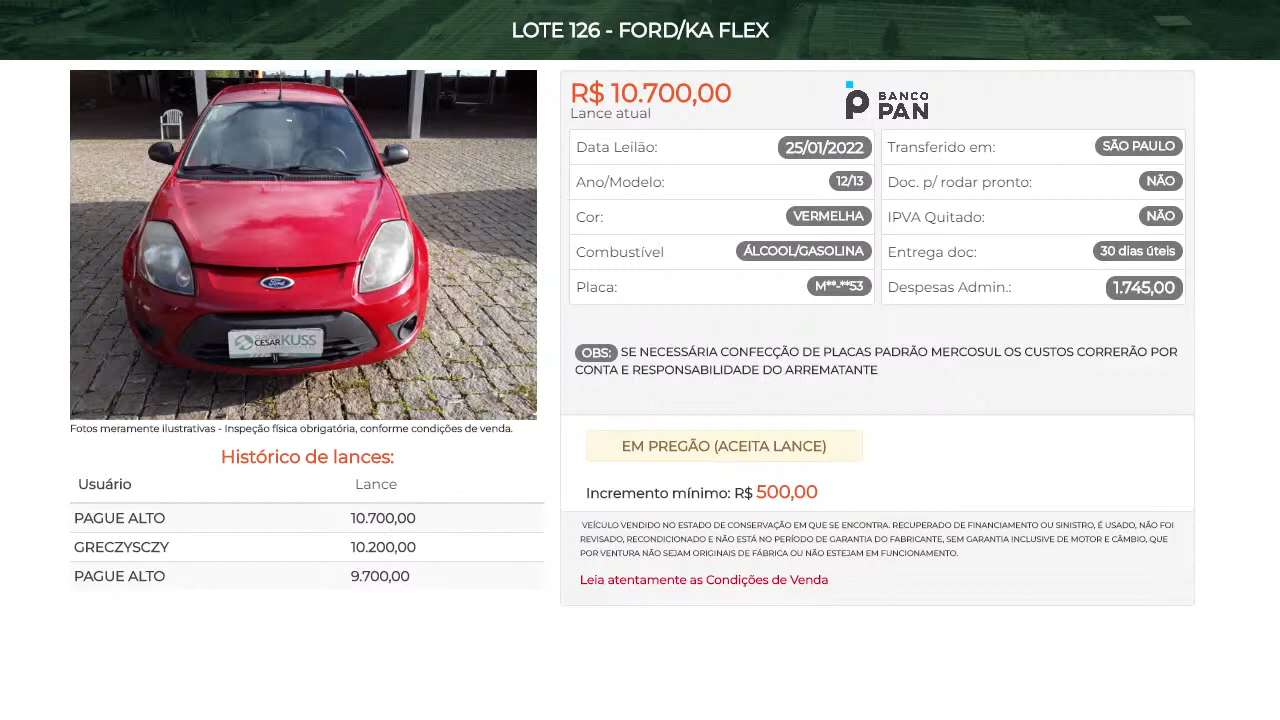 LOTE 126 - FORD/KA FLEX
Ford
CESAR KUSS
Fotos meramente ilustrativas - Inspeção física obrigatória, conforme condições de venda.
Histórico de lances:
Usuário Lance
PAGUE ALTO 10.700,00
GRECZYSCZY 10.200,00
PAGUE ALTO 9.700,00
R$ 10.700,00
Lance atual
BANCO
PAN
Data Leilão: 25/01/2022
Ano/Modelo: 12/13
Cor: VERMELHA
Combustível ÁLCOOL/GASOLINA
Placa: M**-**53
Transferido em: SÃO PAULO
Doc. p/ rodar pronto: NÃO
IPVA Quitado: NÃO
Entrega doc: 30 dias úteis
Despesas Admin.: 1.745,00
OBS: SE NECESSÁRIA CONFECÇÃO DE PLACAS PADRÃO MERCOSUL OS CUSTOS CORRERÃO POR
CONTA E RESPONSABILIDADE DO ARREMATANTE
EM PREGÃO (ACEITA LANCE)
Incremento mínimo: R$ 500,00
VEÍCULO VENDIDO NO ESTADO DE CONSERVAÇÃO EM QUE SE ENCONTRA. RECUPERADO DE FINANCIAMENTO OU SINISTRO, É USADO, NÃO FOI
REVISADO, RECONDICIONADO E NÃO ESTÁ NO PERÍODO DE GARANTIA DO FABRICANTE, SEM GARANTIA INCLUSIVE DE MOTOR E CÂMBIO, QUE
POR VENTURA NÃO SEJAM ORIGINAIS DE FÁBRICA OU NÃO ESTEJAM EM FUNCIONAMENTO.
Leia atentamente as Condições de Venda